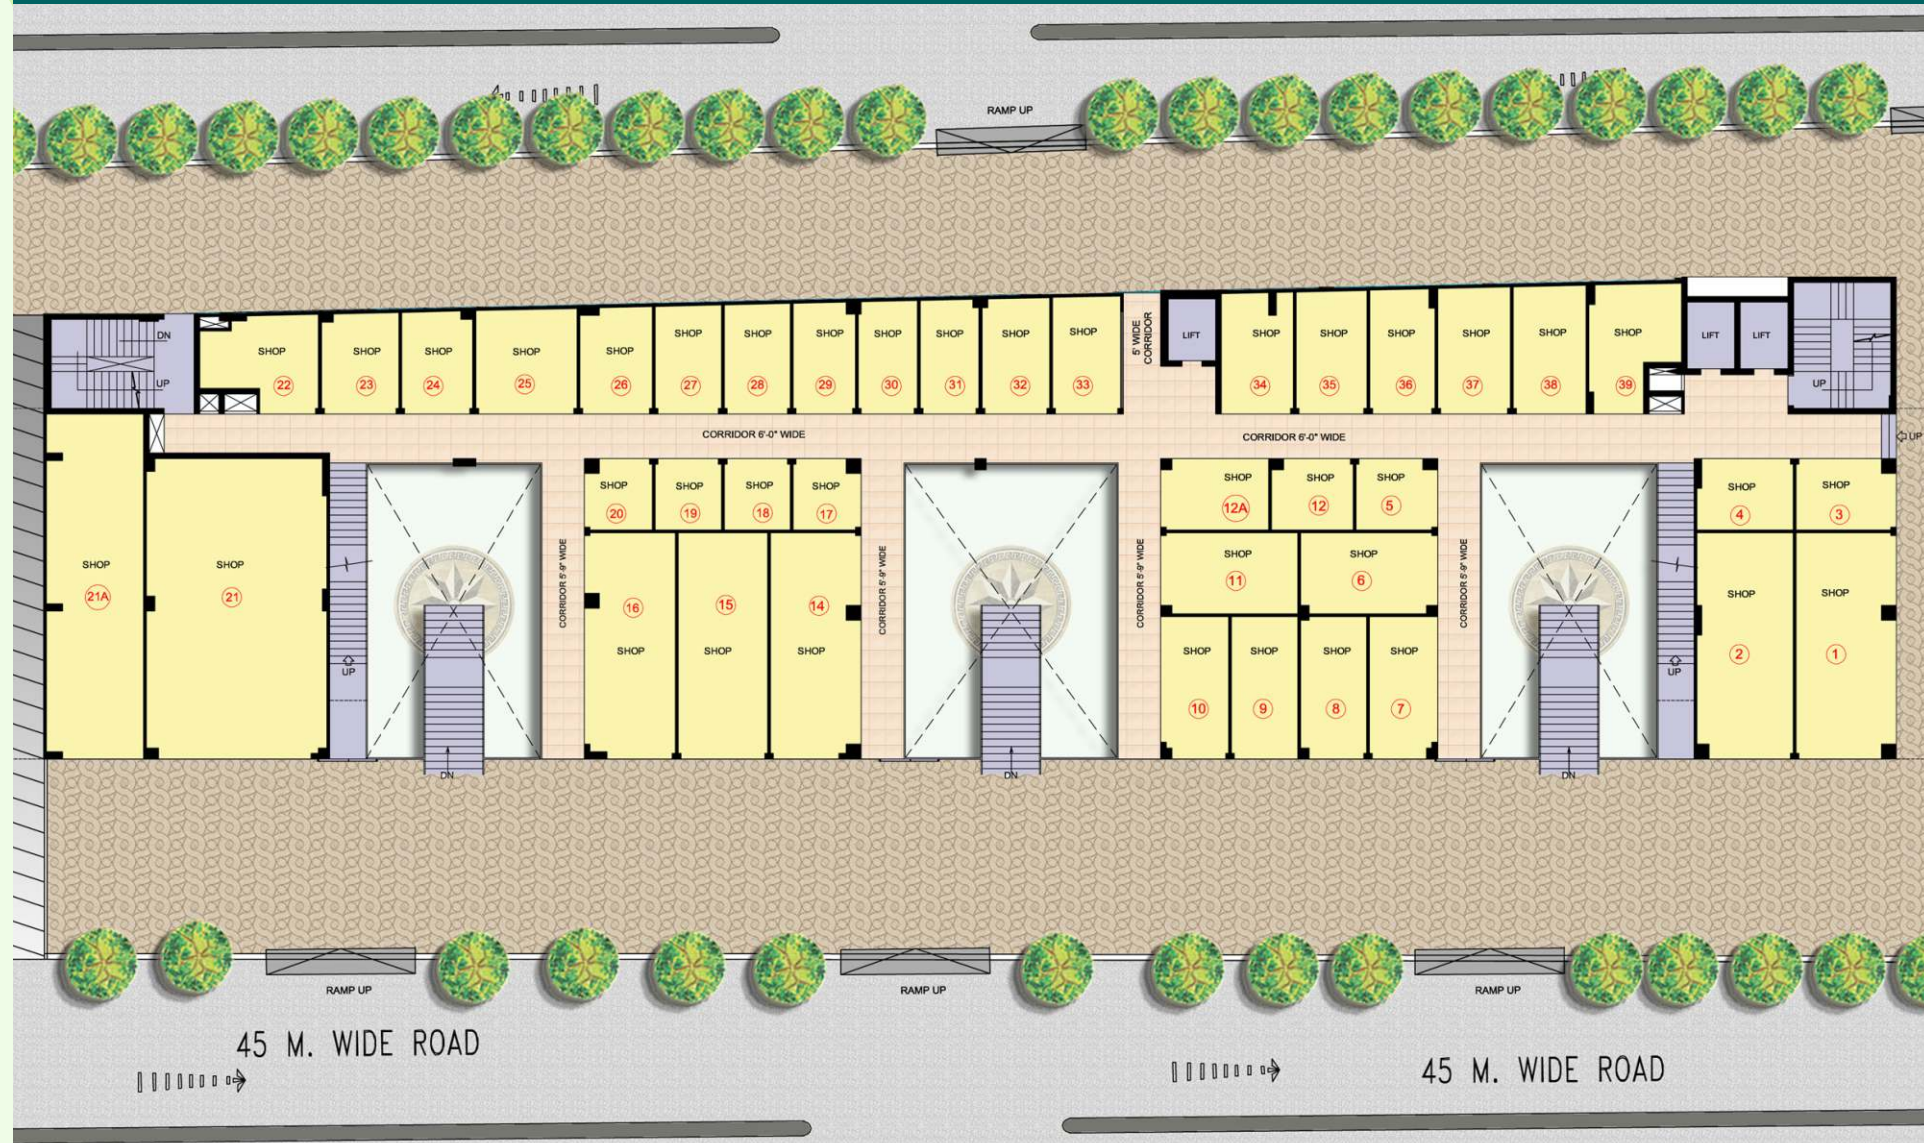 RAMP UP
DN
UP
SHOP
22
SHOP
23
SHOP
24
SHOP
25
SHOP
26
SHOP
27
SHOP
28
SHOP
29
SHOP
30
SHOP
31
SHOP
32
SHOP
33
5' WIDE
CORRIDOR
LIFT
SHOP
34
SHOP
35
SHOP
36
SHOP
37
SHOP
38
SHOP
39
LIFT
LIFT
UP
CORRIDOR 6'-0" WIDE
CORRIDOR 6'-0" WIDE
UP
SHOP
21A
SHOP
21
UP
DN
CORRIDOR 5'-9" WIDE
SHOP
20
SHOP
19
SHOP
18
SHOP
17
16
SHOP
15
SHOP
14
SHOP
CORRIDOR 5'-9" WIDE
DN
CORRIDOR 5'-9" WIDE
SHOP
12A
SHOP
12
SHOP
5
SHOP
11
SHOP
6
SHOP
10
SHOP
9
SHOP
8
SHOP
7
CORRIDOR 5'-9" WIDE
DN
UP
SHOP
4
SHOP
3
SHOP
2
SHOP
1
RAMP UP
RAMP UP
RAMP UP
45 M. WIDE ROAD
45 M. WIDE ROAD